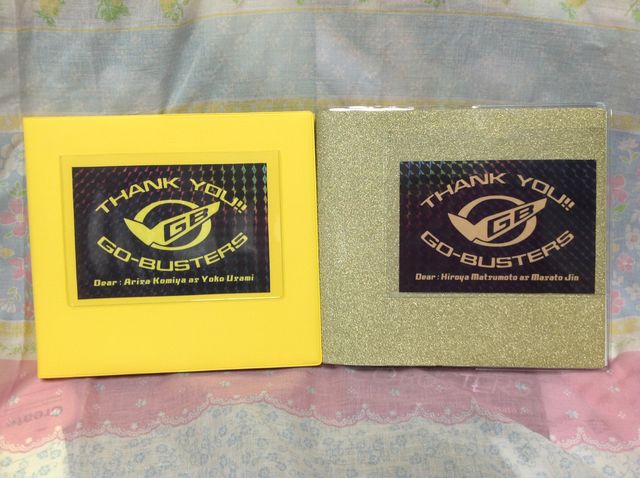 THANK YOU!!
GB
GO-BUSTERS
Dear : Arisa Komiya as Yoko Usami
THANK YOU!!
GB
GO-BUSTERS
Dear : Hiroya Matsumoto as Masato Jin